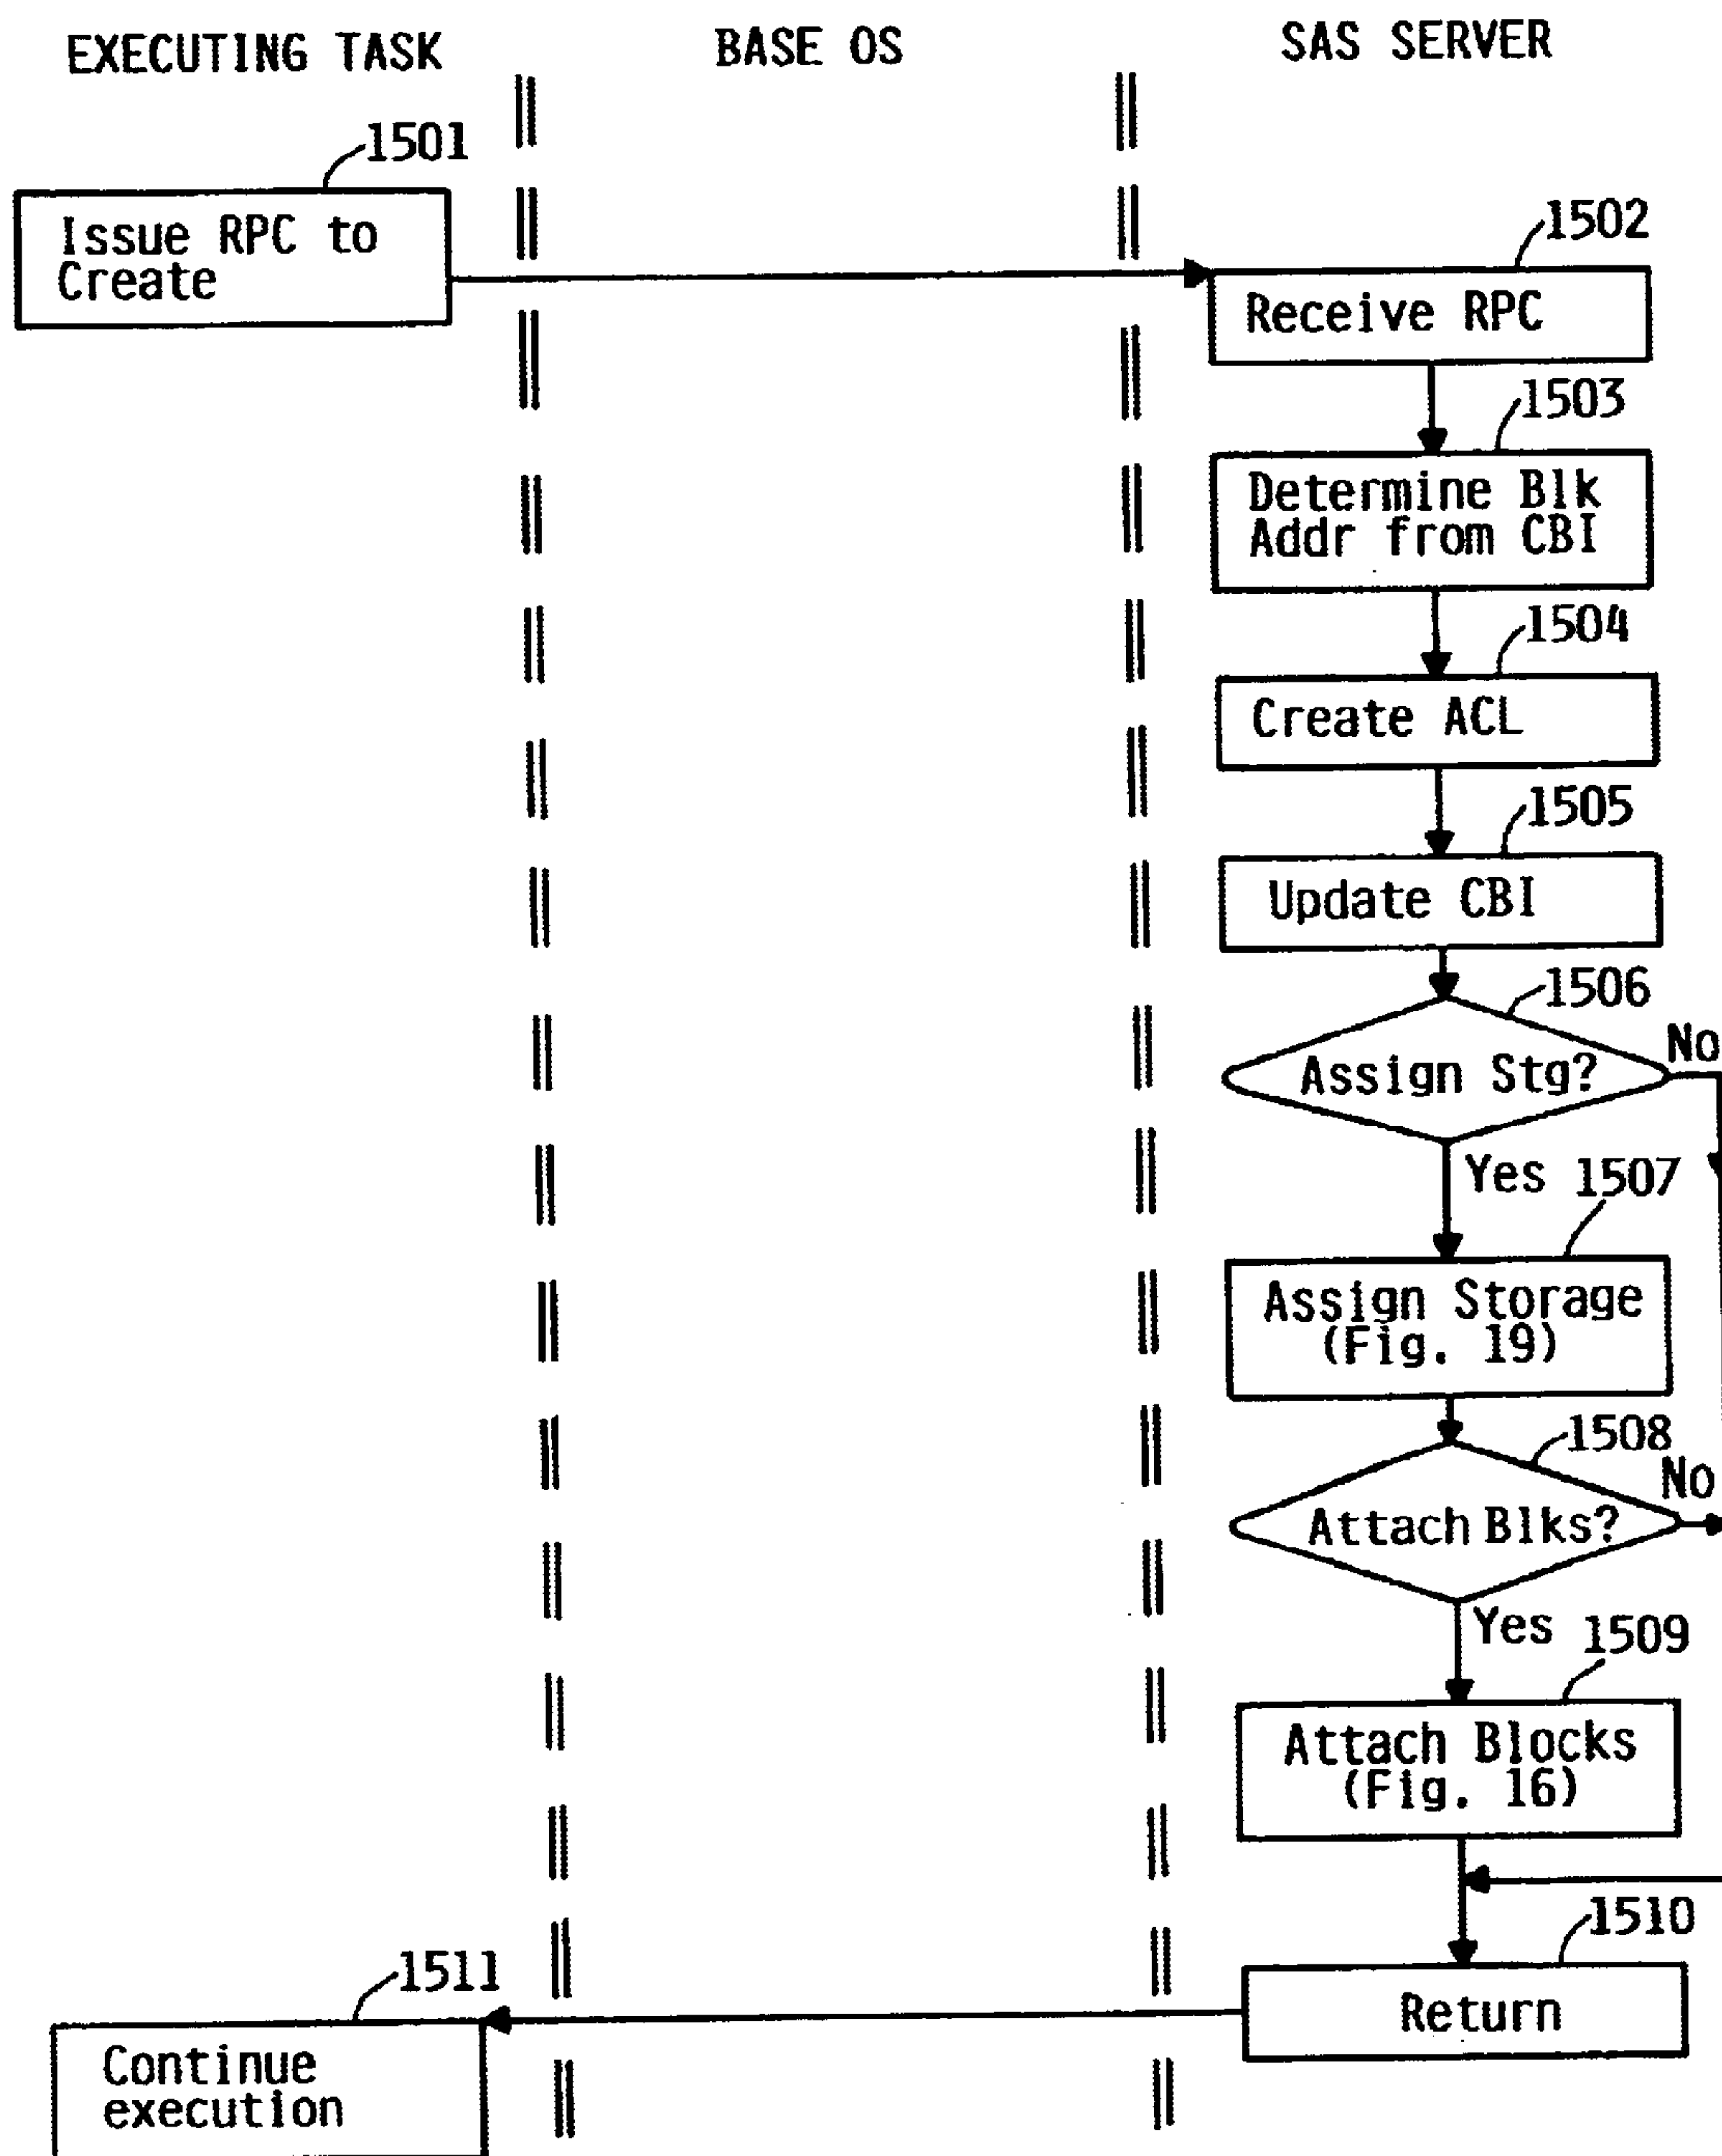 EXECUTING TASK
BASE OS
SAS SERVER
1501
Issue RPC to
Create
1502
Receive RPC
1503
Determine Blk
Addr from CBI
1504
Create ACL
1505
Update CBI
1506
Assign Stg?
No
Yes
1507
Assign Storage
(Fig. 19)
1508
Attach Blks?
No
Yes
1509
Attach Blocks
(Fig. 16)
1510
Return
1511
Continue
execution